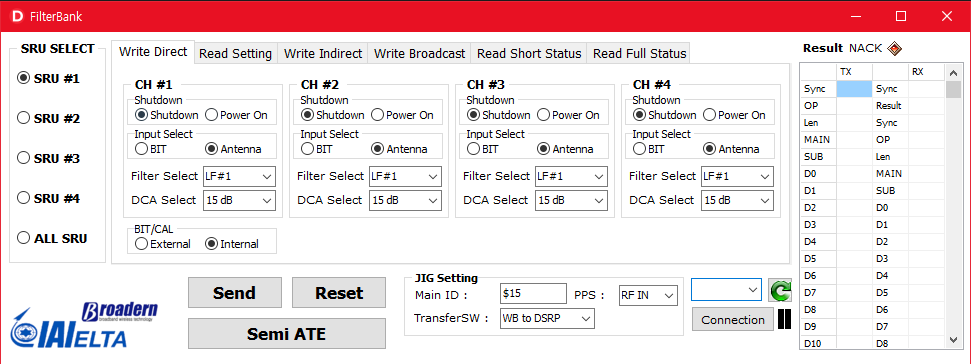 FilterBank
SRU SELECT
SRU #1
SRU #2
SRU #3
SRU #4
ALL SRU
Write Direct Read Setting Write Indirect Write Broadcast Read Short Status Read Full Status
CH #1
Shutdown
Shutdown Power On
Input Select
BIT Antenna
Filter Select LF#1
DCA Select 15 dB
CH #2
Shutdown
Shutdown Power On
Input Select
BIT Antenna
Filter Select LF#1
DCA Select 15 dB
CH #3
Shutdown
Shutdown Power On
Input Select
BIT Antenna
Filter Select LF#1
DCA Select 15 dB
CH #4
Shutdown
Shutdown Power On
Input Select
BIT Antenna
Filter Select LF#1
DCA Select 15 dB
BIT/CAL
External Internal
Broadern
broadband wireless technology
IAI ELTA
Send Reset
Semi ATE
JIG Setting
Main ID : $15 PPS : RF IN
TransferSW : WB to DSRP
Connection
Result NACK
TX RX
Sync Sync
OP Result
Len Sync
MAIN OP
SUB Len
D0 MAIN
D1 SUB
D2 D0
D3 D1
D4 D2
D5 D3
D6 D4
D7 D5
D8 D6
D9 D7
D10 D8